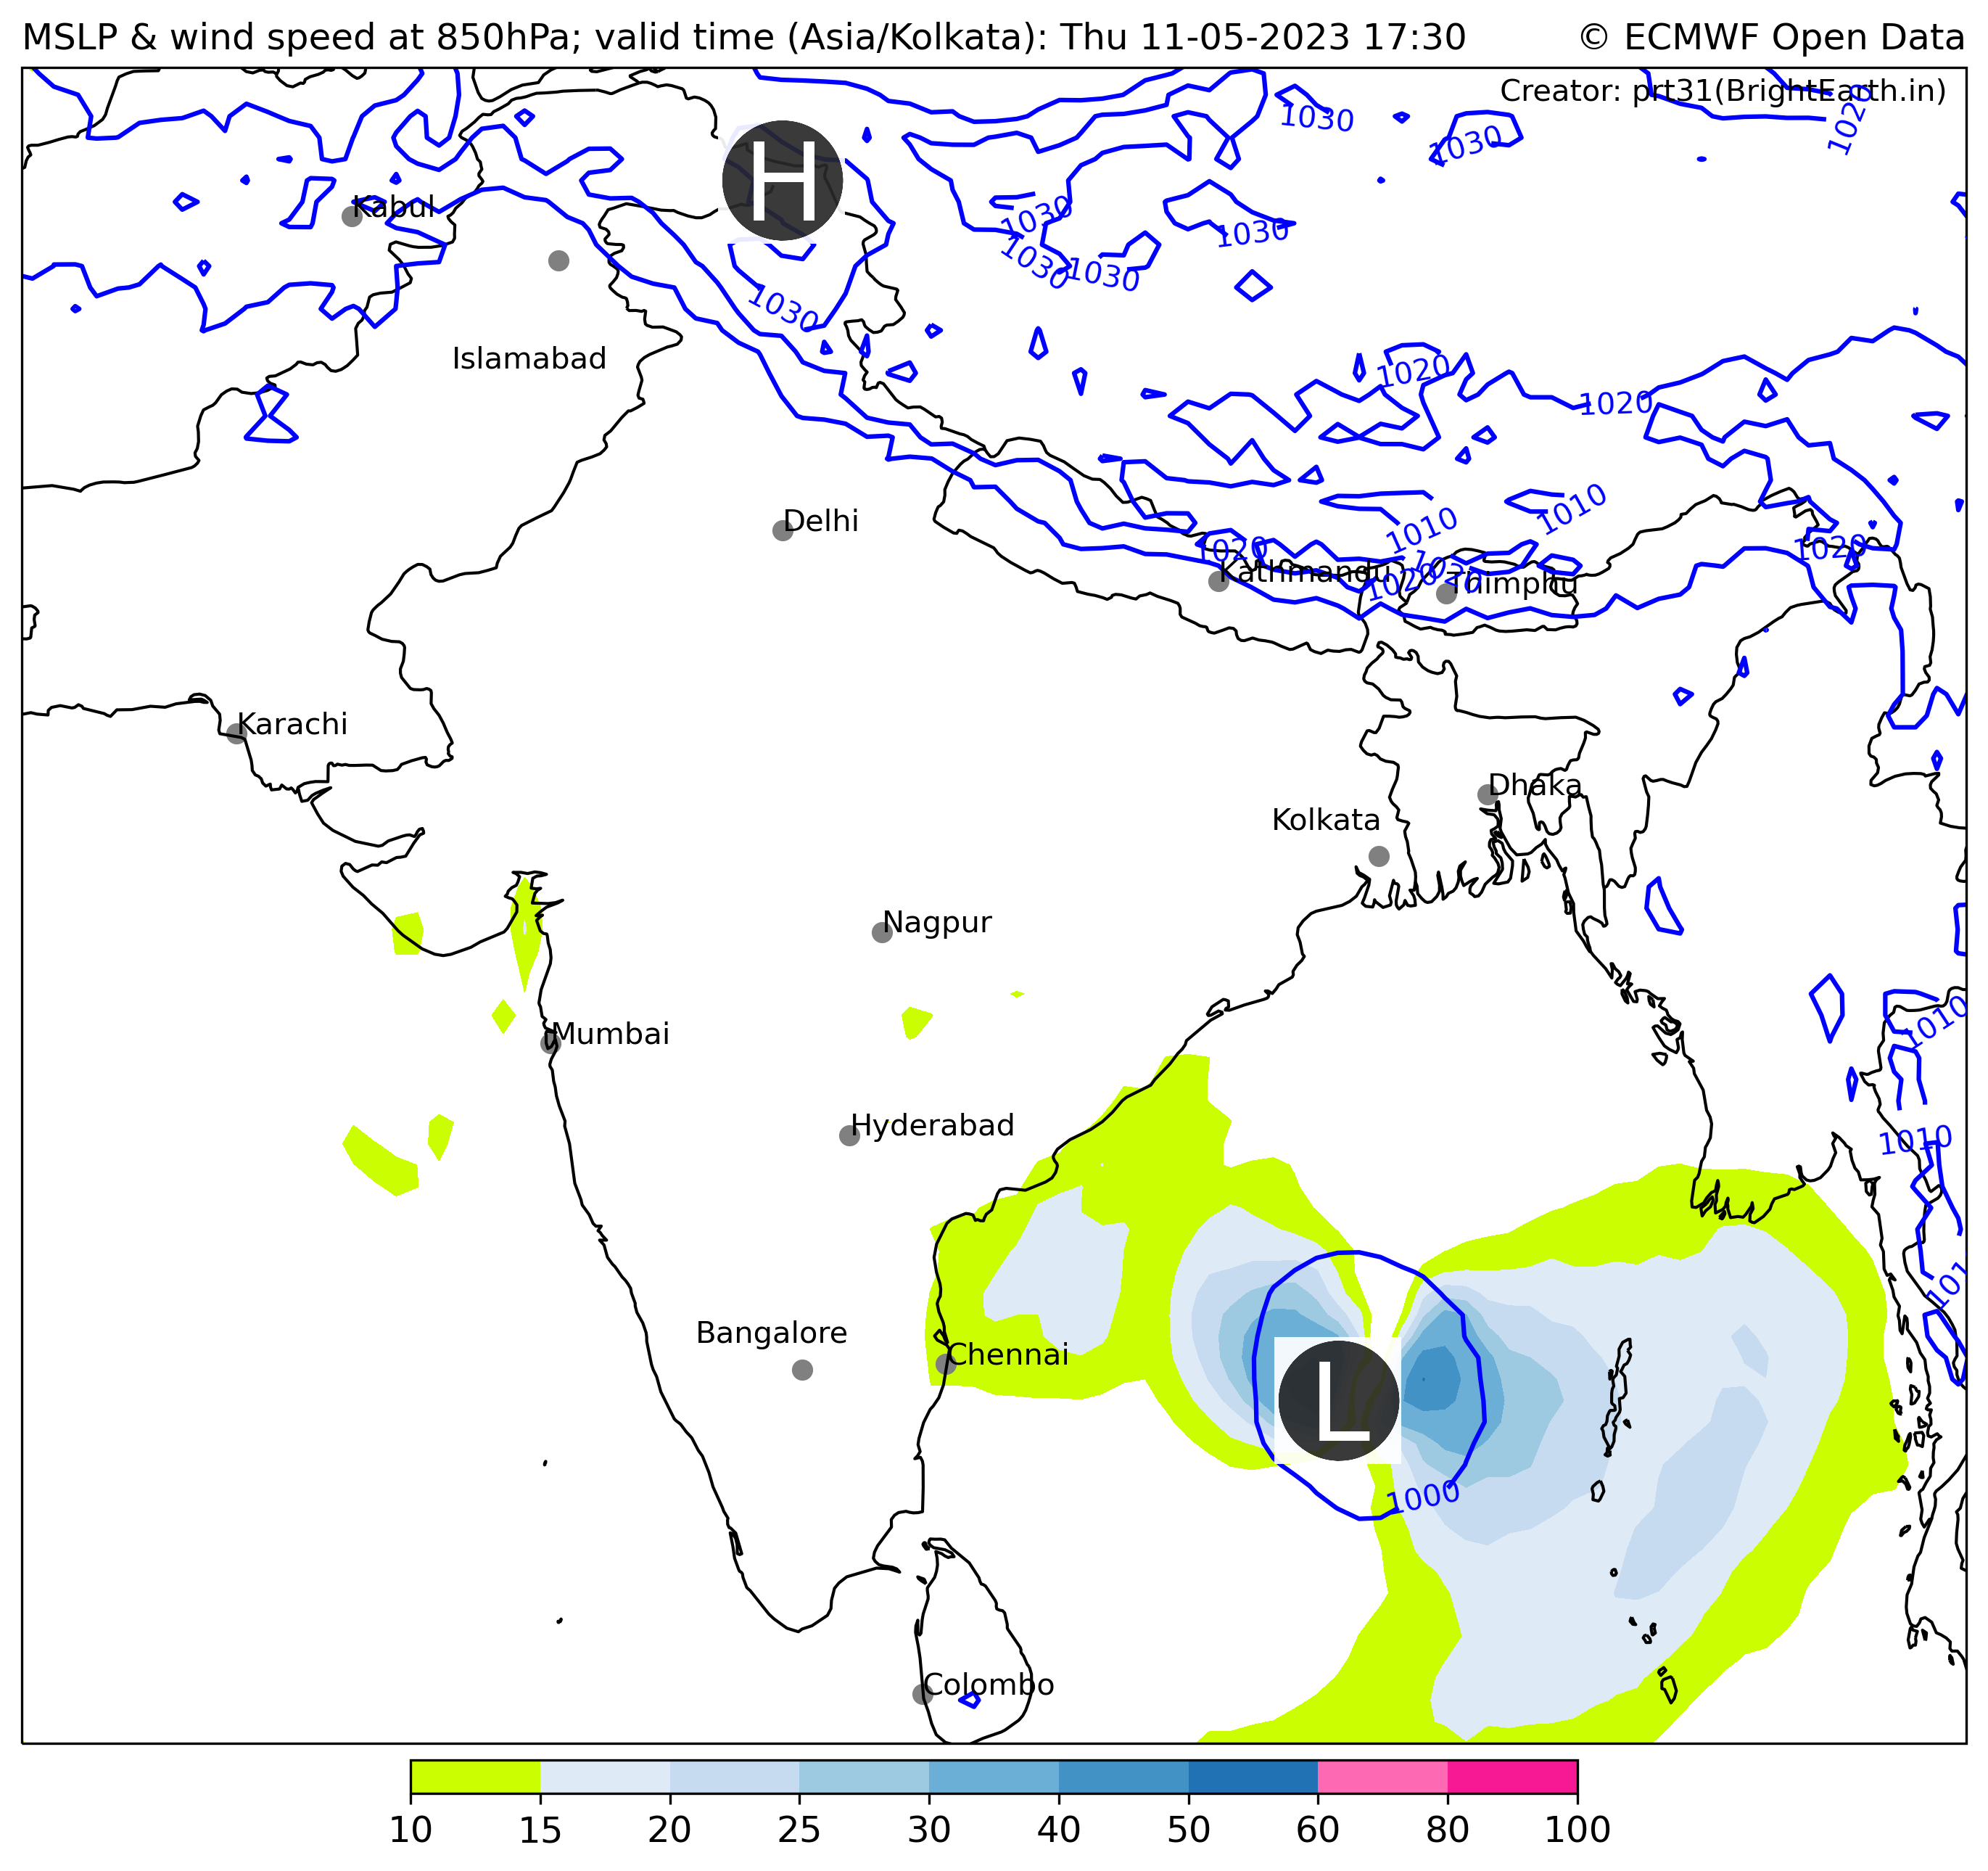 MSLP & wind speed at 850hPa; valid time (Asia/Kolkata): Thu 11-05-2023 17:30
© ECMWF Open Data
Creator: prt31(BrightEarth.in)
1020
1030
1030
H
1030
1030
1030
1030
Kabul
1030
Islamabad
1020
1020
Delhi
1010
1010
1020
1020
Kathmandu
1020
1020
Thimphu
Karachi
Dhaka
Kolkata
Nagpur
1010
Mumbai
Hyderabad
1010
Bangalore
Chennai
L
1000
Colombo
10 15 20 25 30 40 50 60 80 100